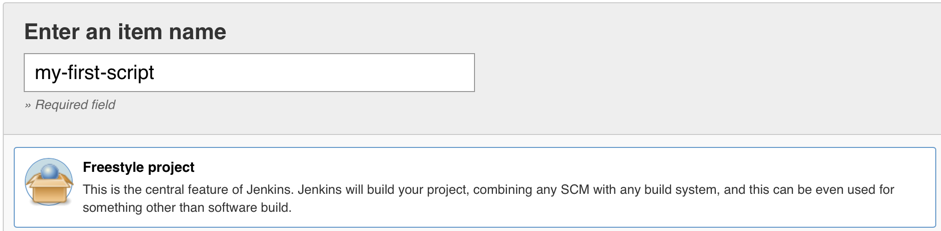 Enter an item name
my-first-script
» Required field
Freestyle project
This is the central feature of Jenkins. Jenkins will build your project, combining any SCM with any build system, and this can be even used for
something other than software build.